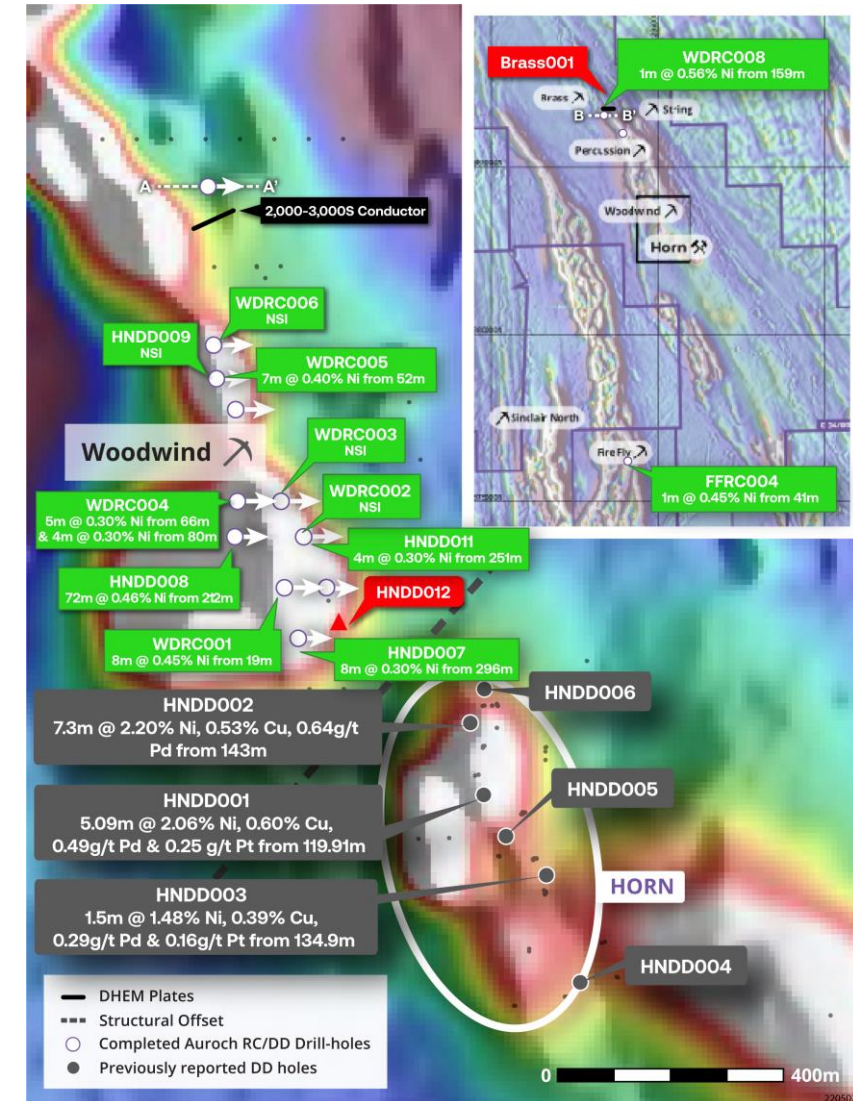 Brass001
WDRC008
1m @ 0.56% Ni from 159m
Brass
B
B'
String
Percussion
Woodwind
Horn
Sinclair North
FireFly
FFRC004
1m @ 0.45% Ni from 41m
A
A'
2,000-3,000S Conductor
WDRC006
NSI
HNDD009
NSI
WDRC005
7m @ 0.40% Ni from 52m
Woodwind
WDRC003
NSI
WDRC002
NSI
WDRC004
5m @ 0.30% Ni from 66m
& 4m @ 0.30% Ni from 80m
HNDD011
4m @ 0.30% Ni from 251m
HNDD008
72m @ 0.46% Ni from 212m
HNDD012
WDRC001
8m @ 0.45% Ni from 19m
HNDD007
8m @ 0.30% Ni from 296m
HNDD006
HNDD002
7.3m @ 2.20% Ni, 0.53% Cu, 0.64g/t
Pd from 143m
HNDD005
HNDD001
5.09m @ 2.06% Ni, 0.60% Cu,
0.49g/t Pd & 0.25 g/t Pt from 119.91m
HORN
HNDD003
1.5m @ 1.48% Ni, 0.39% Cu,
0.29g/t Pd & 0.16g/t Pt from 134.9m
HNDD004
DHEM Plates
Structural Offset
Completed Auroch RC/DD Drill-holes
Previously reported DD holes
0
400m